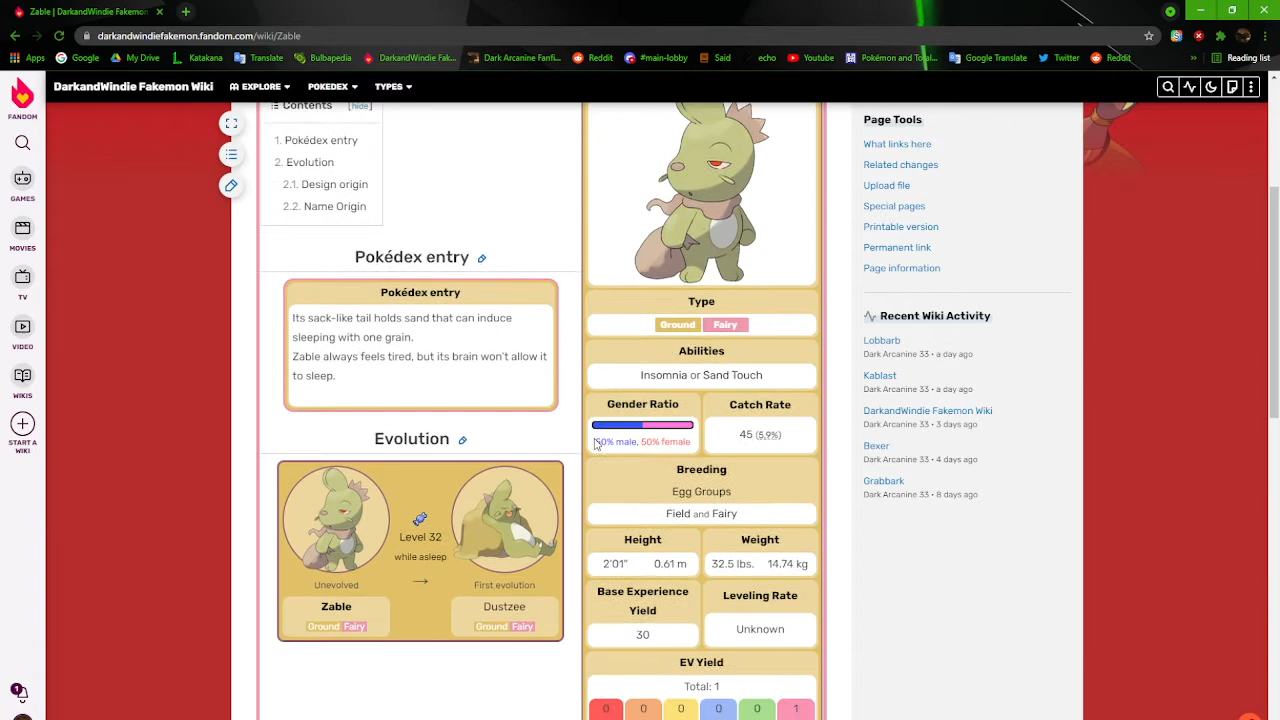 Zable | DarkandWindie Fakemon
darkandwindiefakemon.fandom.com/wiki/Zable
Apps Google My Drive Katakana Translate Bulbapedia DarkandWindie Fak... Dark Arcanine Fanfi... Reddit #main-lobby Said echo YouTube Pokémon and Total... Google Translate Twitter Reddit » Reading list
DarkandWindie Fakemon Wiki EXPLORE POKEDEX TYPES
FANDOM
GAMES
MOVIES
TV
VIDEO
WIKIS
START A
WIKI
1
Contents [hide]
1. Pokédex entry
2. Evolution
2.1. Design origin
2.2. Name Origin
Pokédex entry
Pokédex entry
Its sack-like tail holds sand that can induce
sleeping with one grain.
Zable always feels tired, but its brain won't allow it
to sleep.
Evolution
Level 32
while asleep
→
Unevolved
Zable
Ground Fairy
First evolution
Dustzee
Ground Fairy
Type
Ground Fairy
Abilities
Insomnia or Sand Touch
Gender Ratio
50% male, 50% female
Catch Rate
45 (5.9%)
Breeding
Egg Groups
Field and Fairy
Height
2'01" 0.61 m
Weight
32.5 lbs. 14.74 kg
Base Experience
Yield
30
Leveling Rate
Unknown
EV Yield
Total: 1
0 0 0 0 0 1
Page Tools
What links here
Related changes
Upload file
Special pages
Printable version
Permanent link
Page information
Recent Wiki Activity
Lobbarb
Dark Arcanine 33 • a day ago
Kablast
Dark Arcanine 33 • a day ago
DarkandWindie Fakemon Wiki
Dark Arcanine 33 • 3 days ago
Bexer
Dark Arcanine 33 • 4 days ago
Grabbark
Dark Arcanine 33 • 8 days ago